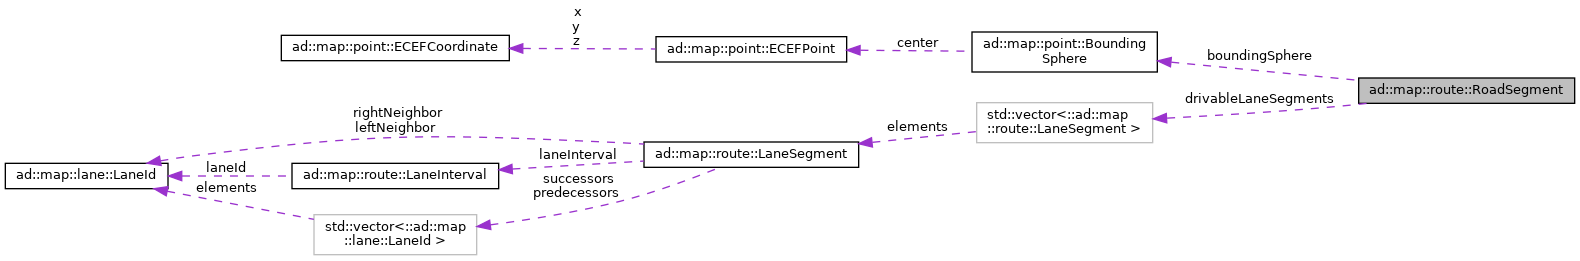 x
y
z
ad::map::point::ECEFCoordinate
ad::map::point::ECEFPoint
center
ad::map::point::Bounding
Sphere
boundingSphere
ad::map::route::RoadSegment
drivableLaneSegments
std::vector<::ad::map
::route::LaneSegment >
elements
rightNeighbor
leftNeighbor
ad::map::route::LaneSegment
laneInterval
ad::map::lane::LaneId
laneId
ad::map::route::LaneInterval
elements
successors
predecessors
std::vector<::ad::map
::lane::LaneId >